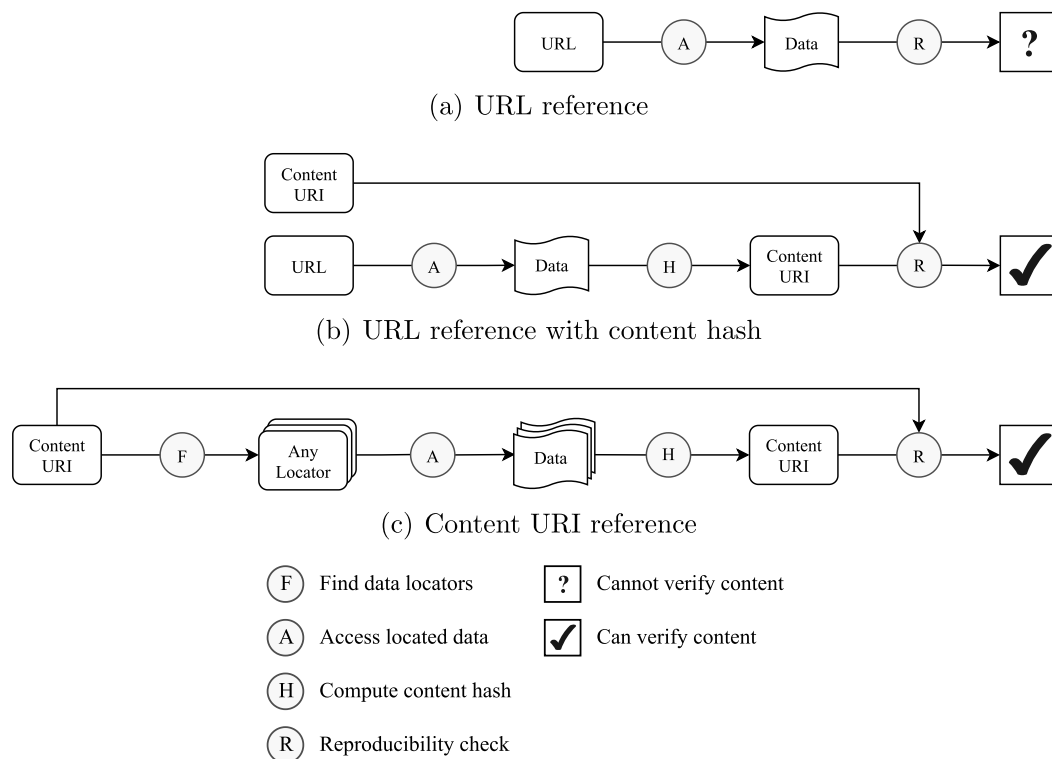 URL A Data R ?
(a) URL reference
Content
URI
URL A Data H Content
URI R
(b) URL reference with content hash
Content
URI F Any
Locator A Data H Content
URI R
(c) Content URI reference
F Find data locators ? Cannot verify content
A Access located data Can verify content
H Compute content hash
R Reproducibility check